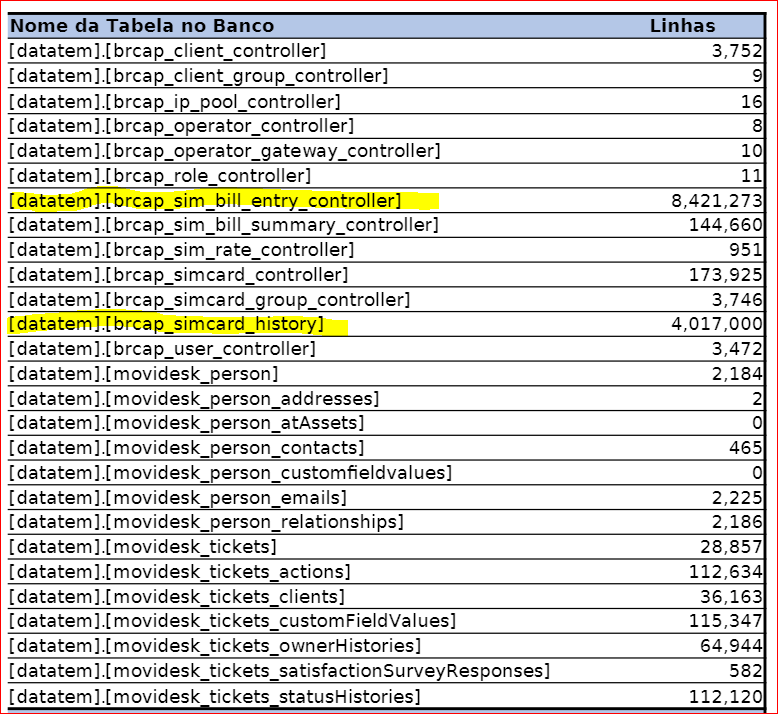 Nome da Tabela no Banco Linhas
[datatem].[brcap_client_controller] 3,752
[datatem].[brcap_client_group_controller] 9
[datatem].[brcap_ip_pool_controller] 16
[datatem].[brcap_operator_controller] 8
[datatem].[brcap_operator_gateway_controller] 10
[datatem].[brcap_role_controller] 11
[datatem].[brcap_sim_bill_entry_controller] 8,421,273
[datatem].[brcap_sim_bill_summary_controller] 144,660
[datatem].[brcap_sim_rate_controller] 951
[datatem].[brcap_simcard_controller] 173,925
[datatem].[brcap_simcard_group_controller] 3,746
[datatem].[brcap_simcard_history] 4,017,000
[datatem].[brcap_user_controller] 3,472
[datatem].[movidesk_person] 2,184
[datatem].[movidesk_person_addresses] 2
[datatem].[movidesk_person_atAssets] 0
[datatem].[movidesk_person_contacts] 465
[datatem].[movidesk_person_customfieldvalues] 0
[datatem].[movidesk_person_emails] 2,225
[datatem].[movidesk_person_relationships] 2,186
[datatem].[movidesk_tickets] 28,857
[datatem].[movidesk_tickets_actions] 112,634
[datatem].[movidesk_tickets_clients] 36,163
[datatem].[movidesk_tickets_customFieldValues] 115,347
[datatem].[movidesk_tickets_ownerHistories] 64,944
[datatem].[movidesk_tickets_satisfactionSurveyResponses] 582
[datatem].[movidesk_tickets_statusHistories] 112,120